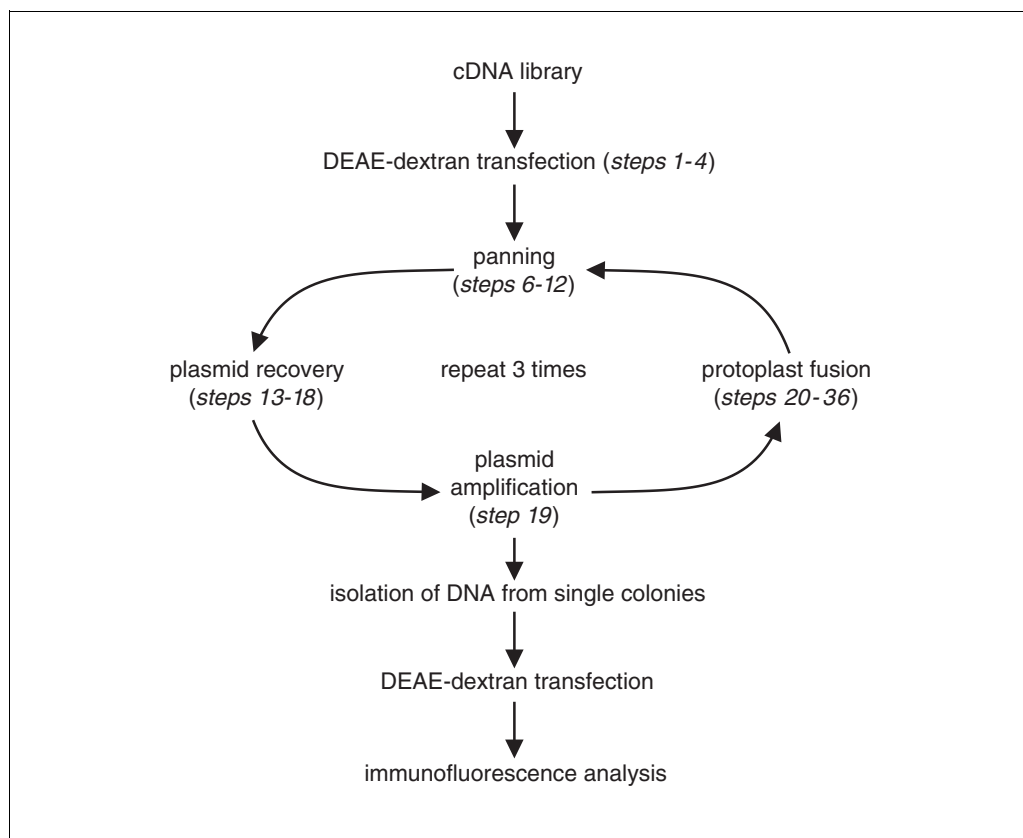 cDNA library
DEAE-dextran transfection (steps 1-4)
panning
(steps 6-12)
plasmid recovery
(steps 13-18)
repeat 3 times
protoplast fusion
(steps 20-36)
plasmid
amplification
(step 19)
isolation of DNA from single colonies
DEAE-dextran transfection
immunofluorescence analysis